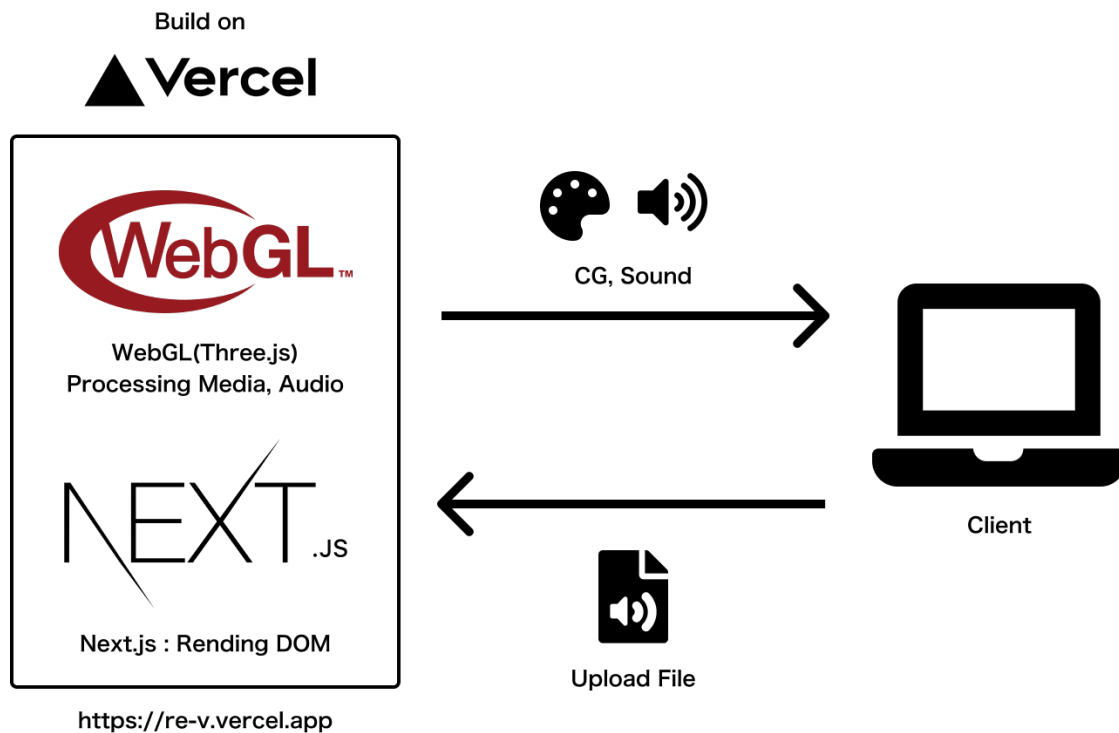 Build on
Vercel
WebGL™
WebGL(Three.js)
Processing Media, Audio
NEXT.JS
Next.js : Rending DOM
https://re-v.vercel.app
CG, Sound
Upload File
Client